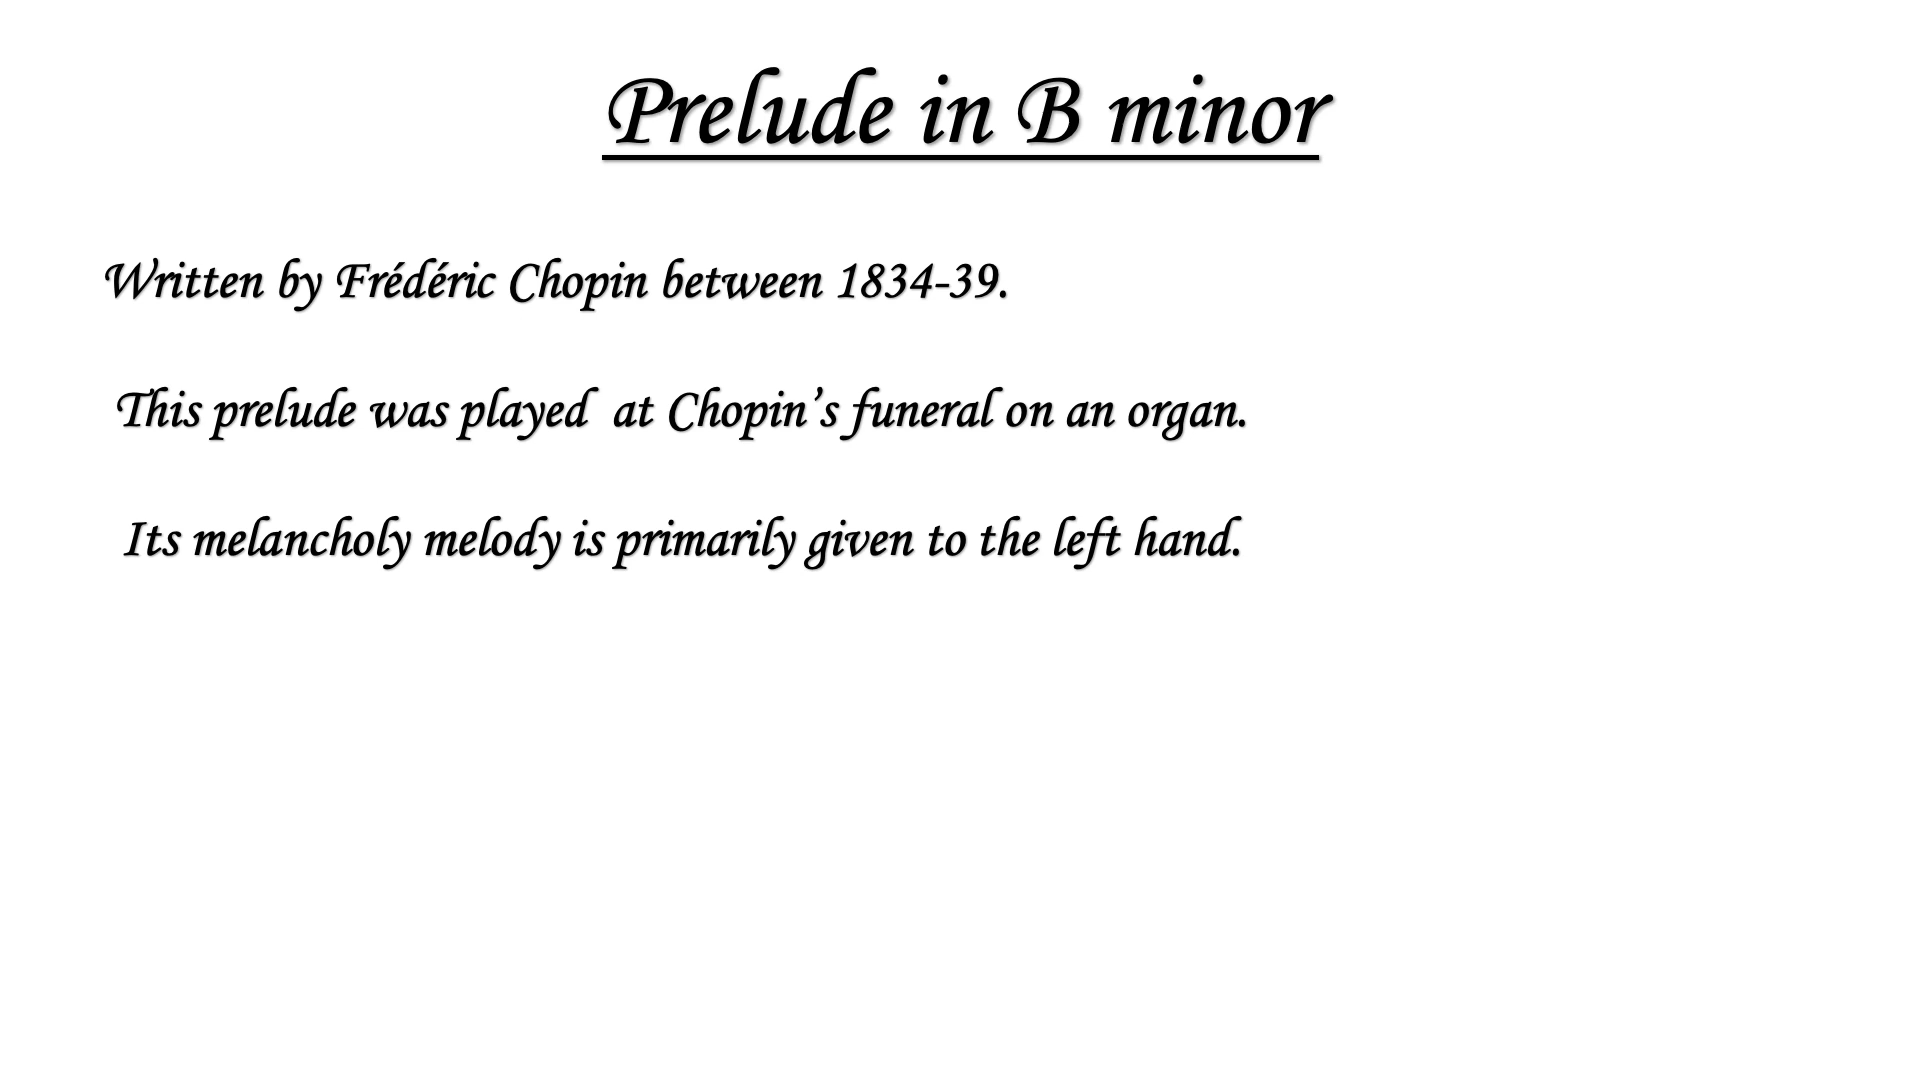 Prelude in B minor
Written by Frédéric Chopin between 1834-39.
This prelude was played  at Chopin’s funeral on an organ.
Its melancholy melody is primarily given to the left hand.